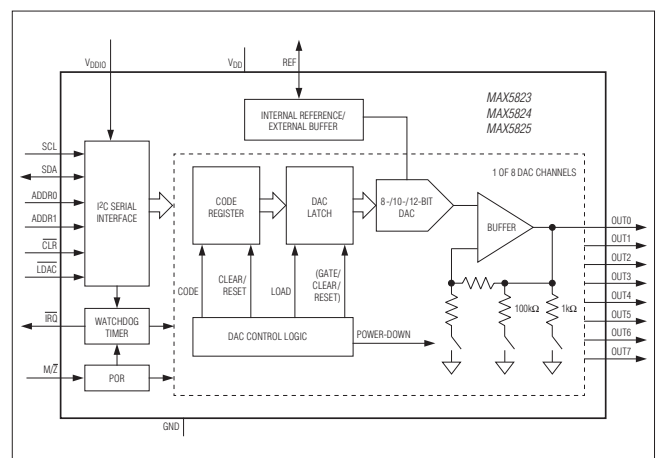 V_DDIO
V_DD
REF
MAX5823
MAX5824
MAX5825
INTERNAL REFERENCE/
EXTERNAL BUFFER
1 OF 8 DAC CHANNELS
SCL
SDA
ADDR0
ADDR1
CLR
LDAC
I²C SERIAL
INTERFACE
CODE
REGISTER
DAC
LATCH
8-/10-/12-BIT
DAC
BUFFER
OUT0
OUT1
OUT2
OUT3
OUT4
OUT5
OUT6
OUT7
CODE
CLEAR/
RESET
LOAD
(GATE/
CLEAR/
RESET)
100kΩ
1kΩ
IRQ
WATCHDOG
TIMER
DAC CONTROL LOGIC
POWER-DOWN
M/Z
POR
GND